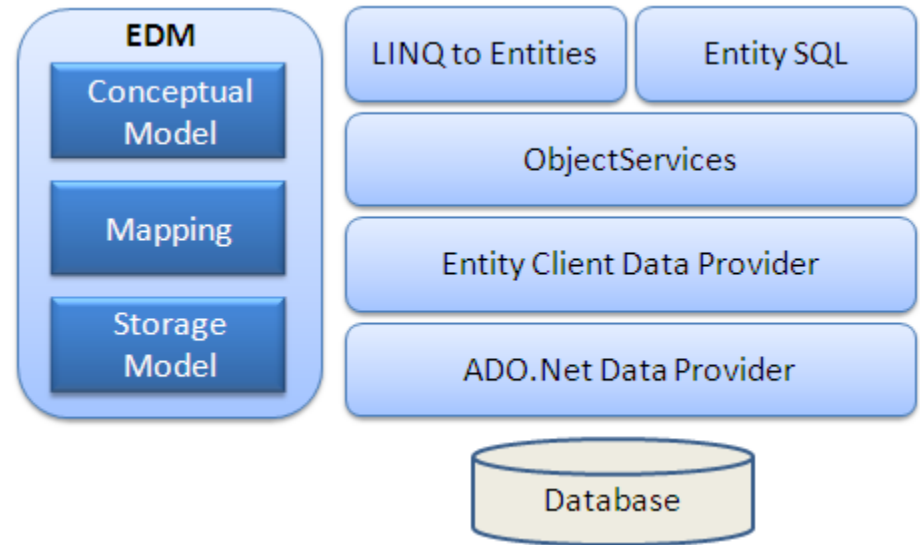 EDM
Conceptual
Model
Mapping
Storage
Model
LINQ to Entities
Entity SQL
ObjectServices
Entity Client Data Provider
ADO.Net Data Provider
Database